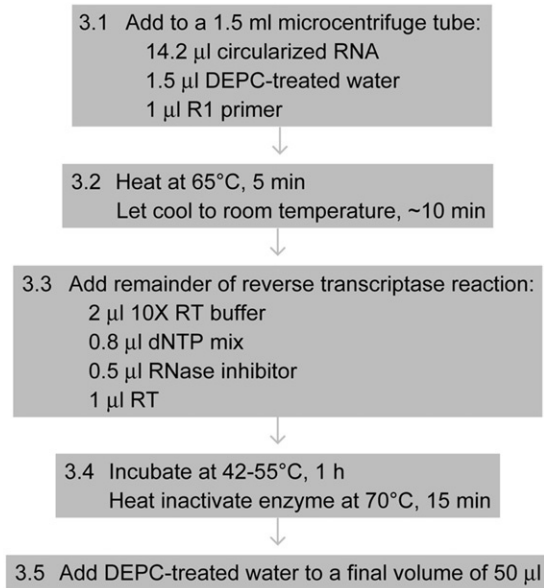 3.1 Add to a 1.5 ml microcentrifuge tube:
14.2 µl circularized RNA
1.5 µl DEPC-treated water
1 µl R1 primer
3.2 Heat at 65°C, 5 min
Let cool to room temperature, ~10 min
3.3 Add remainder of reverse transcriptase reaction:
2 µl 10X RT buffer
0.8 µl dNTP mix
0.5 µl RNase inhibitor
1 µl RT
3.4 Incubate at 42-55°C, 1 h
Heat inactivate enzyme at 70°C, 15 min
3.5 Add DEPC-treated water to a final volume of 50 µl